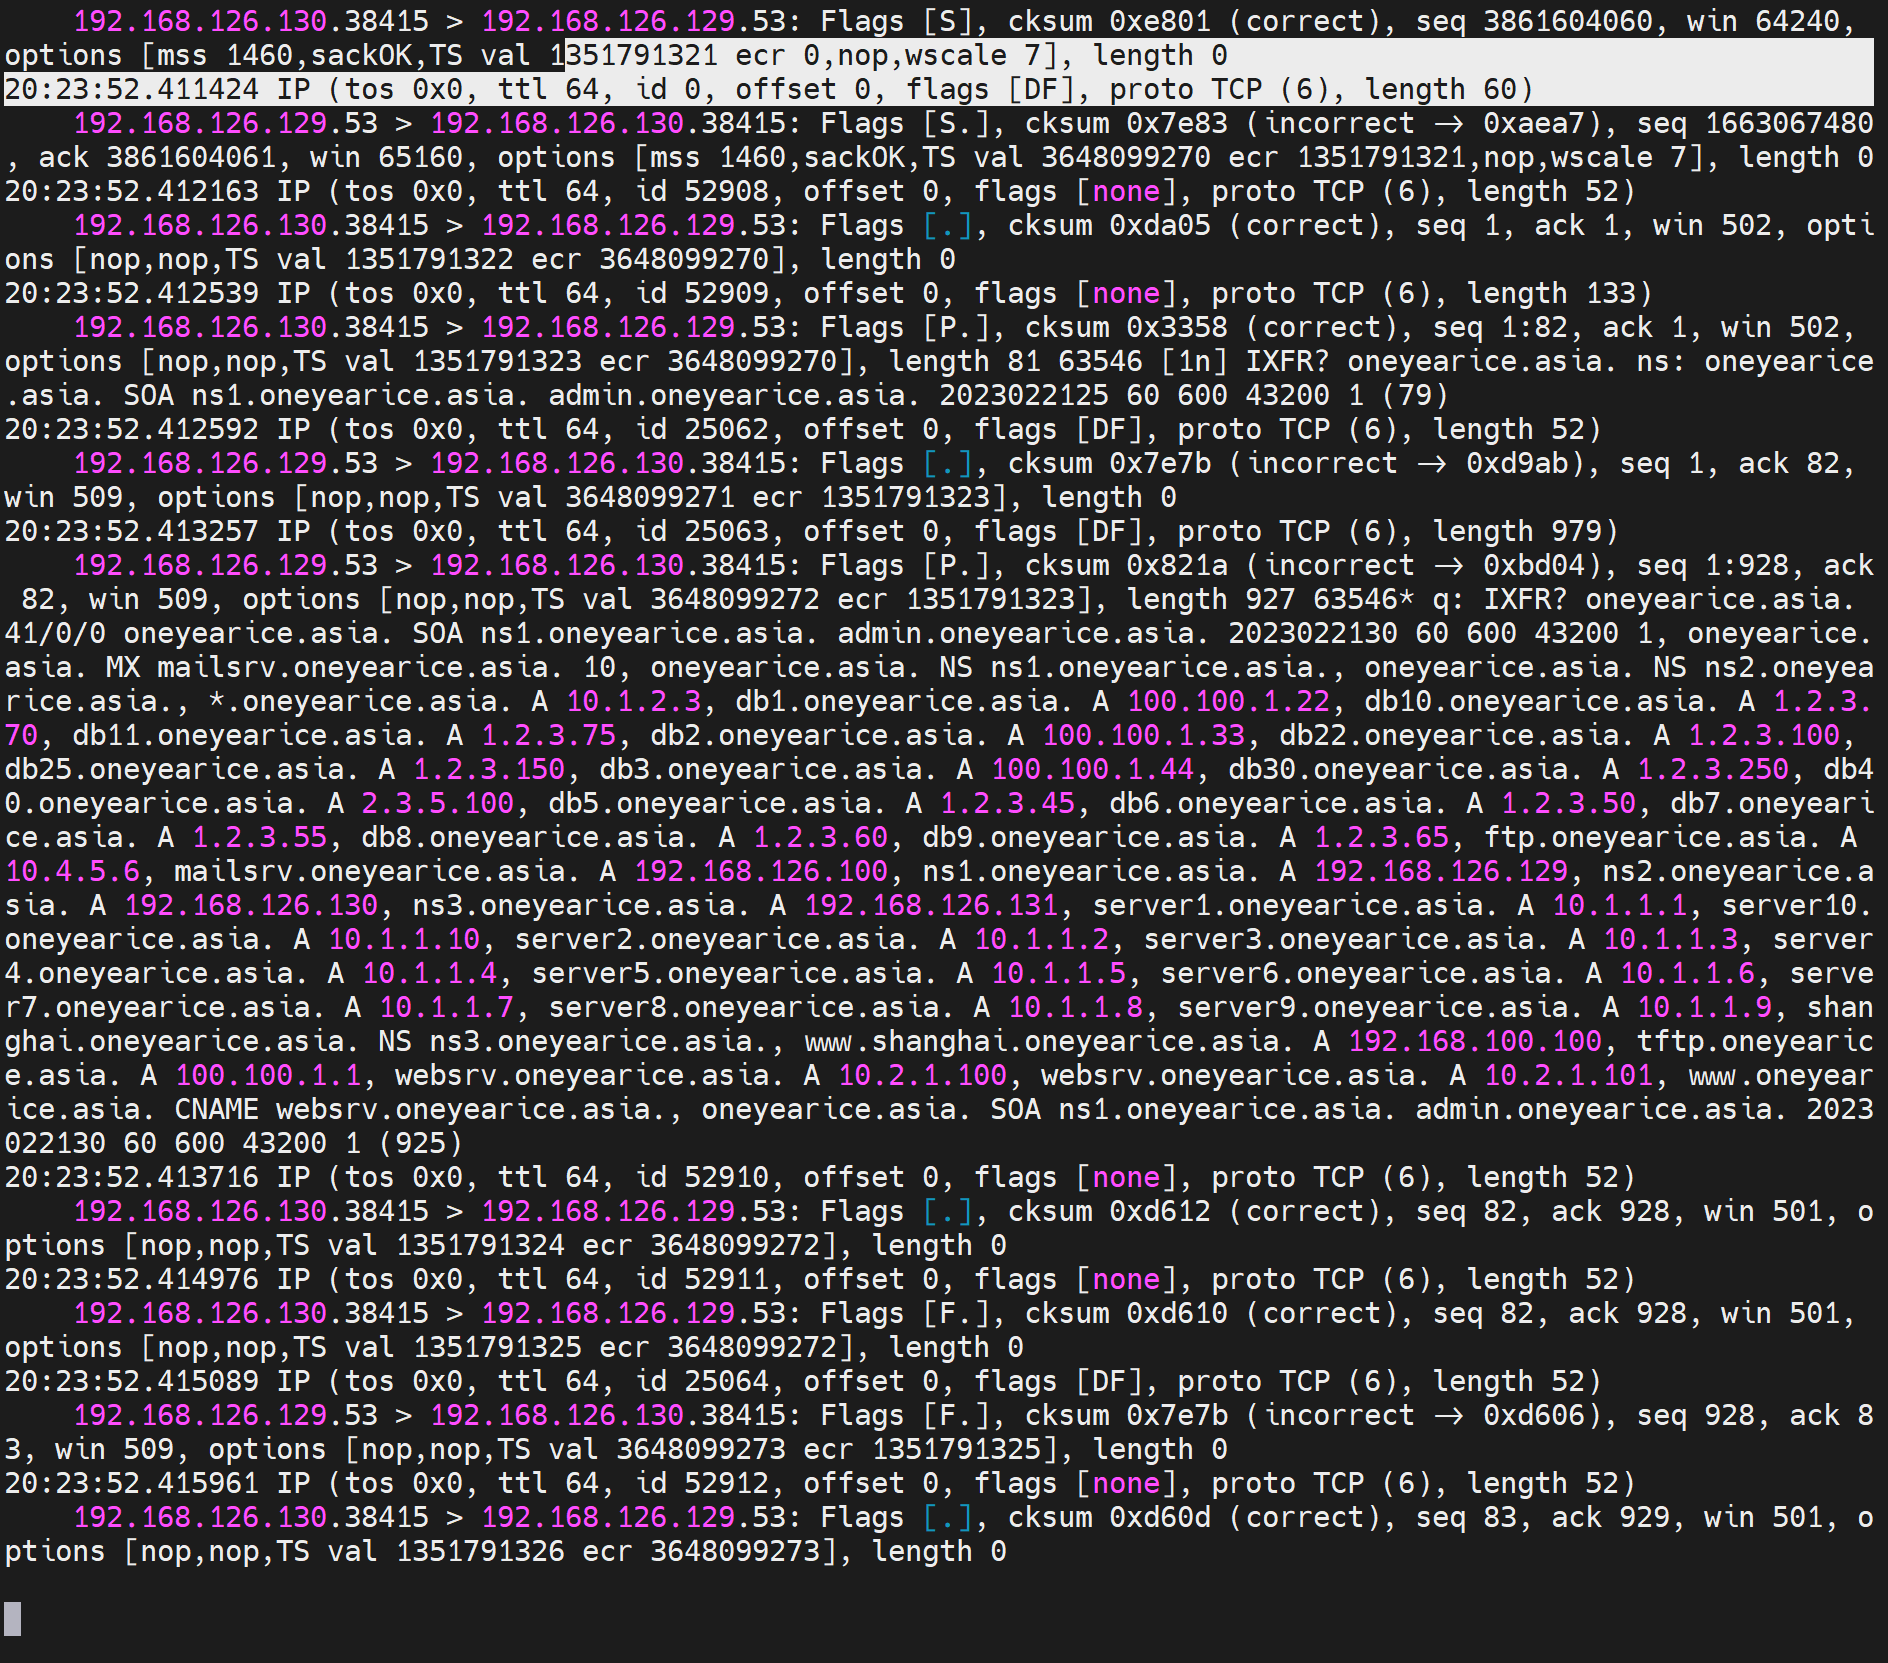 192.168.126.130.38415 > 192.168.126.129.53: Flags [S], cksum 0xe801 (correct), seq 3861604060, win 64240,
options [mss 1460,sackOK,TS val 1351791321 ecr 0,nop,wscale 7], length 0
20:23:52.411424 IP (tos 0x0, ttl 64, id 0, offset 0, flags [DF], proto TCP (6), length 60)
192.168.126.129.53 > 192.168.126.130.38415: Flags [S.], cksum 0x7e83 (incorrect -> 0xaea7), seq 1663067480
, ack 3861604061, win 65160, options [mss 1460,sackOK,TS val 3648099270 ecr 1351791321,nop,wscale 7], length 0
20:23:52.412163 IP (tos 0x0, ttl 64, id 52908, offset 0, flags [none], proto TCP (6), length 52)
192.168.126.130.38415 > 192.168.126.129.53: Flags [.], cksum 0xda05 (correct), seq 1, ack 1, win 502, opti
ons [nop,nop,TS val 1351791322 ecr 3648099270], length 0
20:23:52.412539 IP (tos 0x0, ttl 64, id 52909, offset 0, flags [none], proto TCP (6), length 133)
192.168.126.130.38415 > 192.168.126.129.53: Flags [P.], cksum 0x3358 (correct), seq 1:82, ack 1, win 502,
options [nop,nop,TS val 1351791323 ecr 3648099270], length 81 63546 [1n] IXFR? oneyearice.asia. ns: oneyearice
.asia. SOA ns1.oneyearice.asia. admin.oneyearice.asia. 2023022125 60 600 43200 1 (79)
20:23:52.412592 IP (tos 0x0, ttl 64, id 25062, offset 0, flags [DF], proto TCP (6), length 52)
192.168.126.129.53 > 192.168.126.130.38415: Flags [.], cksum 0x7e7b (incorrect -> 0xd9ab), seq 1, ack 82,
win 509, options [nop,nop,TS val 3648099271 ecr 1351791323], length 0
20:23:52.413257 IP (tos 0x0, ttl 64, id 25063, offset 0, flags [DF], proto TCP (6), length 979)
192.168.126.129.53 > 192.168.126.130.38415: Flags [P.], cksum 0x821a (incorrect -> 0xbd04), seq 1:928, ack
82, win 509, options [nop,nop,TS val 3648099272 ecr 1351791323], length 927 63546* q: IXFR? oneyearice.asia.
41/0/0 oneyearice.asia. SOA ns1.oneyearice.asia. admin.oneyearice.asia. 2023022130 60 600 43200 1, oneyearice.
asia. MX mailsrv.oneyearice.asia. 10, oneyearice.asia. NS ns1.oneyearice.asia., oneyearice.asia. NS ns2.oneyea
rice.asia., *.oneyearice.asia. A 10.1.2.3, db1.oneyearice.asia. A 100.100.1.22, db10.oneyearice.asia. A 1.2.3.
70, db11.oneyearice.asia. A 1.2.3.75, db2.oneyearice.asia. A 100.100.1.33, db22.oneyearice.asia. A 1.2.3.100,
db25.oneyearice.asia. A 1.2.3.150, db3.oneyearice.asia. A 100.100.1.44, db30.oneyearice.asia. A 1.2.3.250, db4
0.oneyearice.asia. A 2.3.5.100, db5.oneyearice.asia. A 1.2.3.45, db6.oneyearice.asia. A 1.2.3.50, db7.oneyeari
ce.asia. A 1.2.3.55, db8.oneyearice.asia. A 1.2.3.60, db9.oneyearice.asia. A 1.2.3.65, ftp.oneyearice.asia. A
10.4.5.6, mailsrv.oneyearice.asia. A 192.168.126.100, ns1.oneyearice.asia. A 192.168.126.129, ns2.oneyearice.a
sia. A 192.168.126.130, ns3.oneyearice.asia. A 192.168.126.131, server1.oneyearice.asia. A 10.1.1.1, server10.
oneyearice.asia. A 10.1.1.10, server2.oneyearice.asia. A 10.1.1.2, server3.oneyearice.asia. A 10.1.1.3, server
4.oneyearice.asia. A 10.1.1.4, server5.oneyearice.asia. A 10.1.1.5, server6.oneyearice.asia. A 10.1.1.6, serve
r7.oneyearice.asia. A 10.1.1.7, server8.oneyearice.asia. A 10.1.1.8, server9.oneyearice.asia. A 10.1.1.9, shan
ghai.oneyearice.asia. NS ns3.oneyearice.asia., www.shanghai.oneyearice.asia. A 192.168.100.100, tftp.oneyearic
e.asia. A 100.100.1.1, websrv.oneyearice.asia. A 10.2.1.100, websrv.oneyearice.asia. A 10.2.1.101, www.oneyear
ice.asia. CNAME websrv.oneyearice.asia., oneyearice.asia. SOA ns1.oneyearice.asia. admin.oneyearice.asia. 2023
022130 60 600 43200 1 (925)
20:23:52.413716 IP (tos 0x0, ttl 64, id 52910, offset 0, flags [none], proto TCP (6), length 52)
192.168.126.130.38415 > 192.168.126.129.53: Flags [.], cksum 0xd612 (correct), seq 82, ack 928, win 501, o
ptions [nop,nop,TS val 1351791324 ecr 3648099272], length 0
20:23:52.414976 IP (tos 0x0, ttl 64, id 52911, offset 0, flags [none], proto TCP (6), length 52)
192.168.126.130.38415 > 192.168.126.129.53: Flags [F.], cksum 0xd610 (correct), seq 82, ack 928, win 501,
options [nop,nop,TS val 1351791325 ecr 3648099272], length 0
20:23:52.415089 IP (tos 0x0, ttl 64, id 25064, offset 0, flags [DF], proto TCP (6), length 52)
192.168.126.129.53 > 192.168.126.130.38415: Flags [F.], cksum 0x7e7b (incorrect -> 0xd606), seq 928, ack 8
3, win 509, options [nop,nop,TS val 3648099273 ecr 1351791325], length 0
20:23:52.415961 IP (tos 0x0, ttl 64, id 52912, offset 0, flags [none], proto TCP (6), length 52)
192.168.126.130.38415 > 192.168.126.129.53: Flags [.], cksum 0xd60d (correct), seq 83, ack 929, win 501, o
ptions [nop,nop,TS val 1351791326 ecr 3648099273], length 0